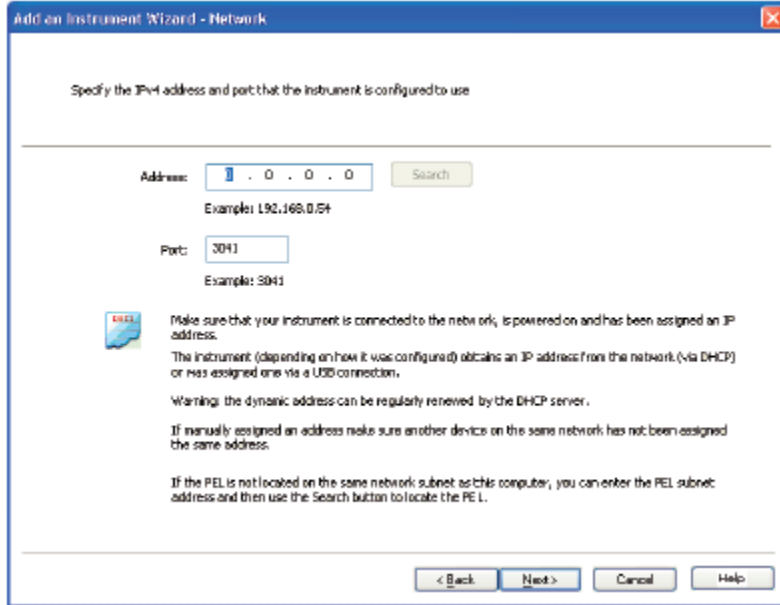 Add an Instrument Wizard - Network
Specify the IPv4 address and port that the instrument is configured to use
Address: 0 . 0 . 0 . 0 Search
Example: 192.168.0.54
Port: 3041
Example: 3041
Make sure that your instrument is connected to the network, is powered on and has been assigned an IP
address.
The instrument (depending on how it was configured) obtains an IP address from the network (via DHCP)
or was assigned one via a USB connection.
Warning: the dynamic address can be regularly renewed by the DHCP server.
If manually assigned an address make sure another device on the same network has not been assigned
the same address.
If the PEL is not located on the same network subnet as this computer, you can enter the PEL subnet
address and then use the Search button to locate the PEL.
< Back Next > Cancel Help